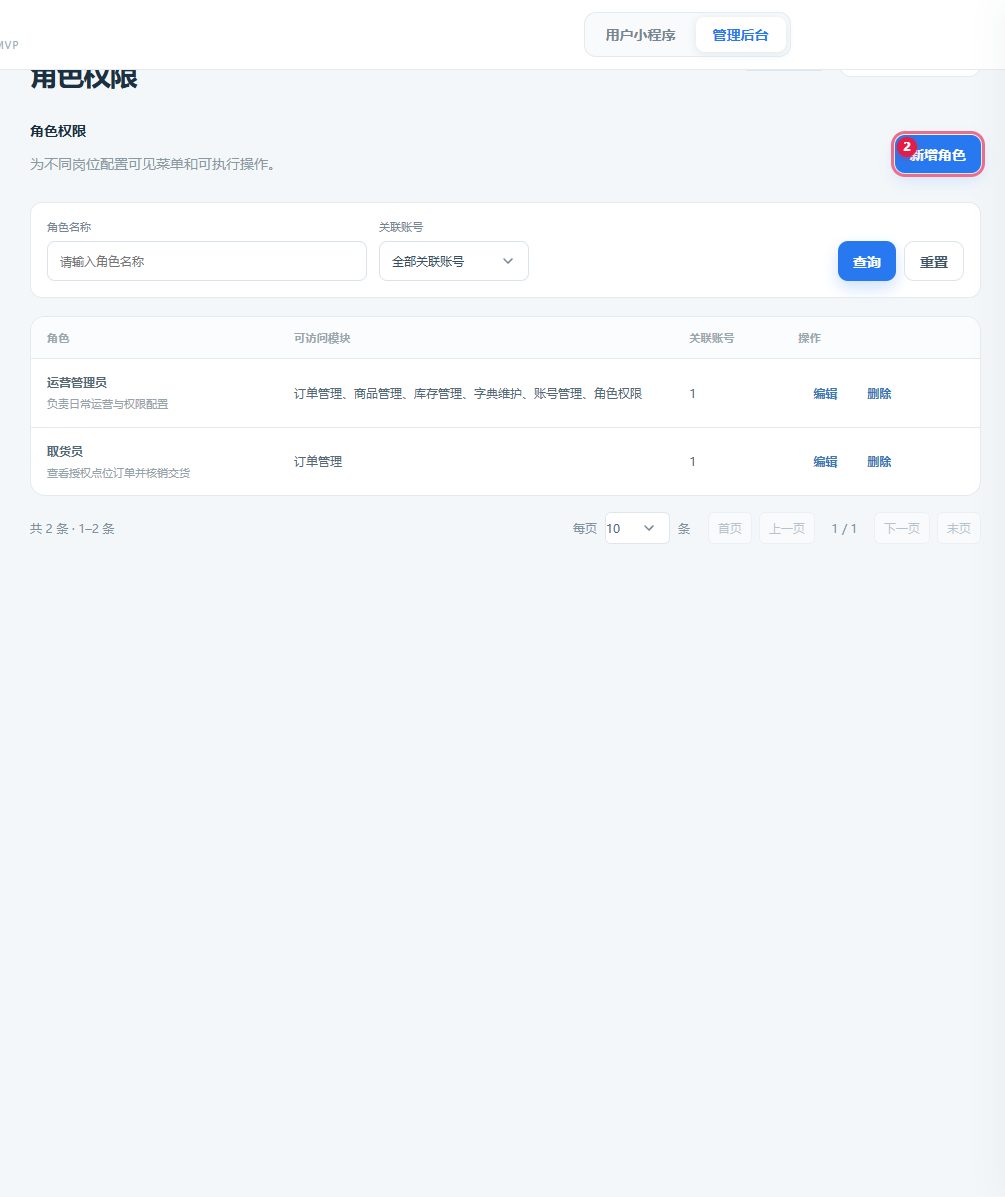 MVP
用户小程序 管理后台
角色权限
角色权限
为不同岗位配置可见菜单和可执行操作。
2
新增角色
角色名称 关联账号
请输入角色名称 全部关联账号 查询 重置
角色 可访问模块 关联账号 操作
运营管理员
负责日常运营与权限配置
订单管理、商品管理、库存管理、字典维护、账号管理、角色权限 1 编辑 删除
取货员
查看授权点位订单并核销交货
订单管理 1 编辑 删除
共 2 条 · 1–2 条 每页 10 条 首页 上一页 1 / 1 下一页 末页